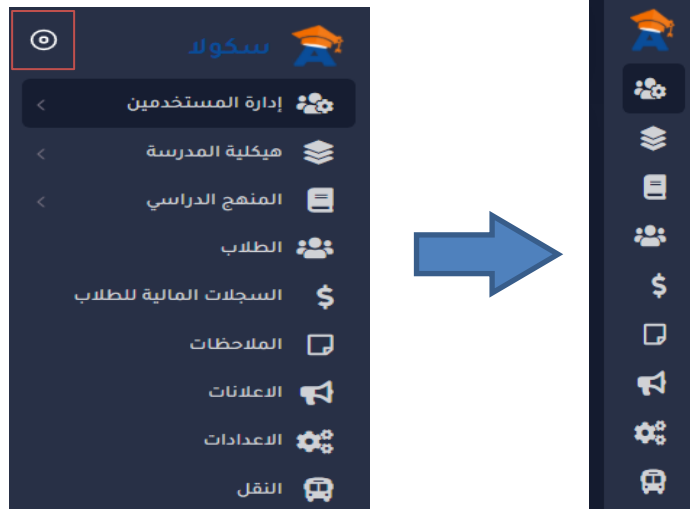 سكولا
إدارة المستخدمين
هيكلية المدرسة
المنهج الدراسي
الطلاب
السجلات المالية للطلاب
الملاحظات
الاعلانات
الاعدادات
النقل